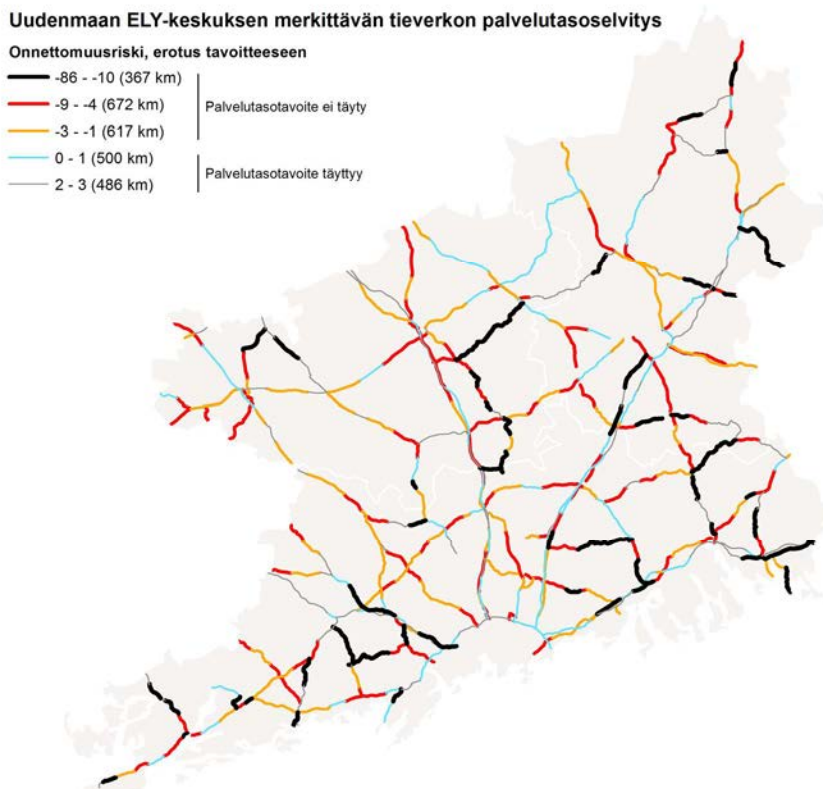 Uudenmaan ELY-keskuksen merkittävän tieverkon palvelutasoselvitys
Onnettomuusriski, erotus tavoitteeseen
-86 - -10 (367 km)
-9 - -4 (672 km)
-3 - -1 (617 km)
Palvelutasotavoite ei täyty
0 - 1 (500 km)
2 - 3 (486 km)
Palvelutasotavoite täyttyy